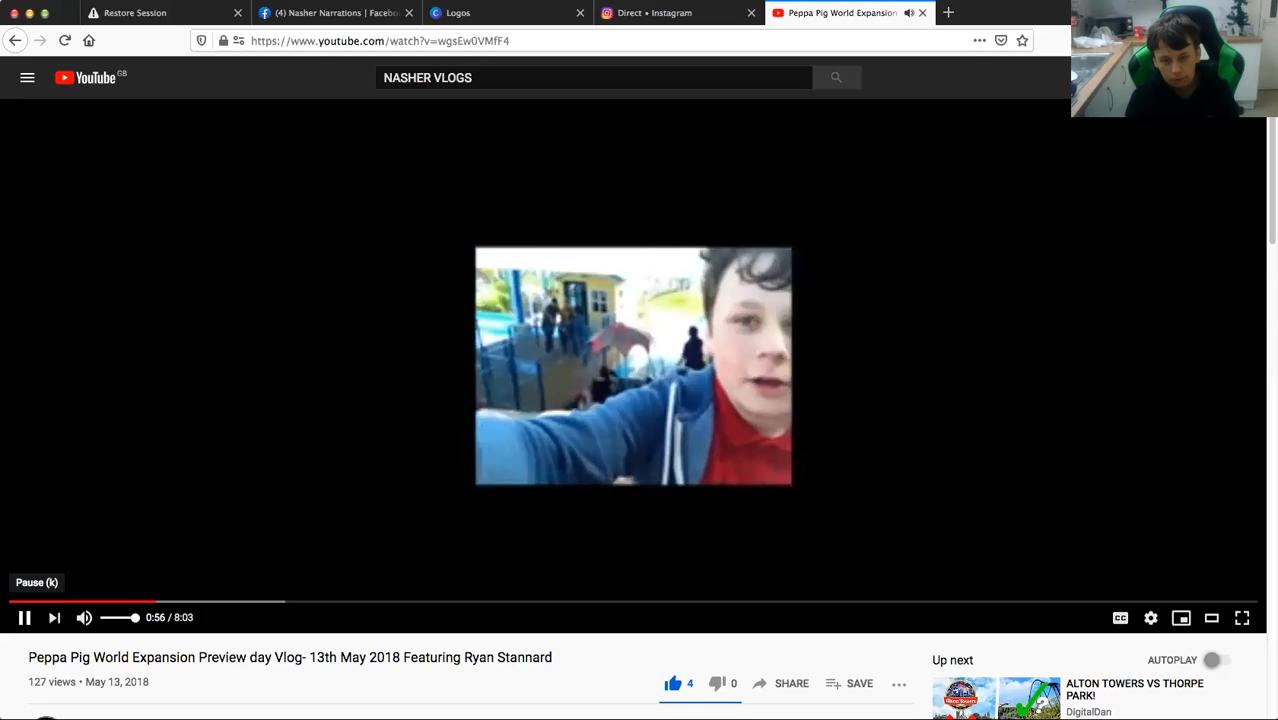 Restore Session
(4) Nasher Narrations | Facebo
Logos
Direct • Instagram
Peppa Pig World Expansion
https://www.youtube.com/watch?v=wgsEw0VMfF4
YouTube GB
NASHER VLOGS
Pause (k)
0:56 / 8:03
CC
Peppa Pig World Expansion Preview day Vlog- 13th May 2018 Featuring Ryan Stannard
127 views • May 13, 2018
4
0
SHARE
SAVE
Up next
AUTOPLAY
ALTON TOWERS VS THORPE
PARK!
DigitalDan